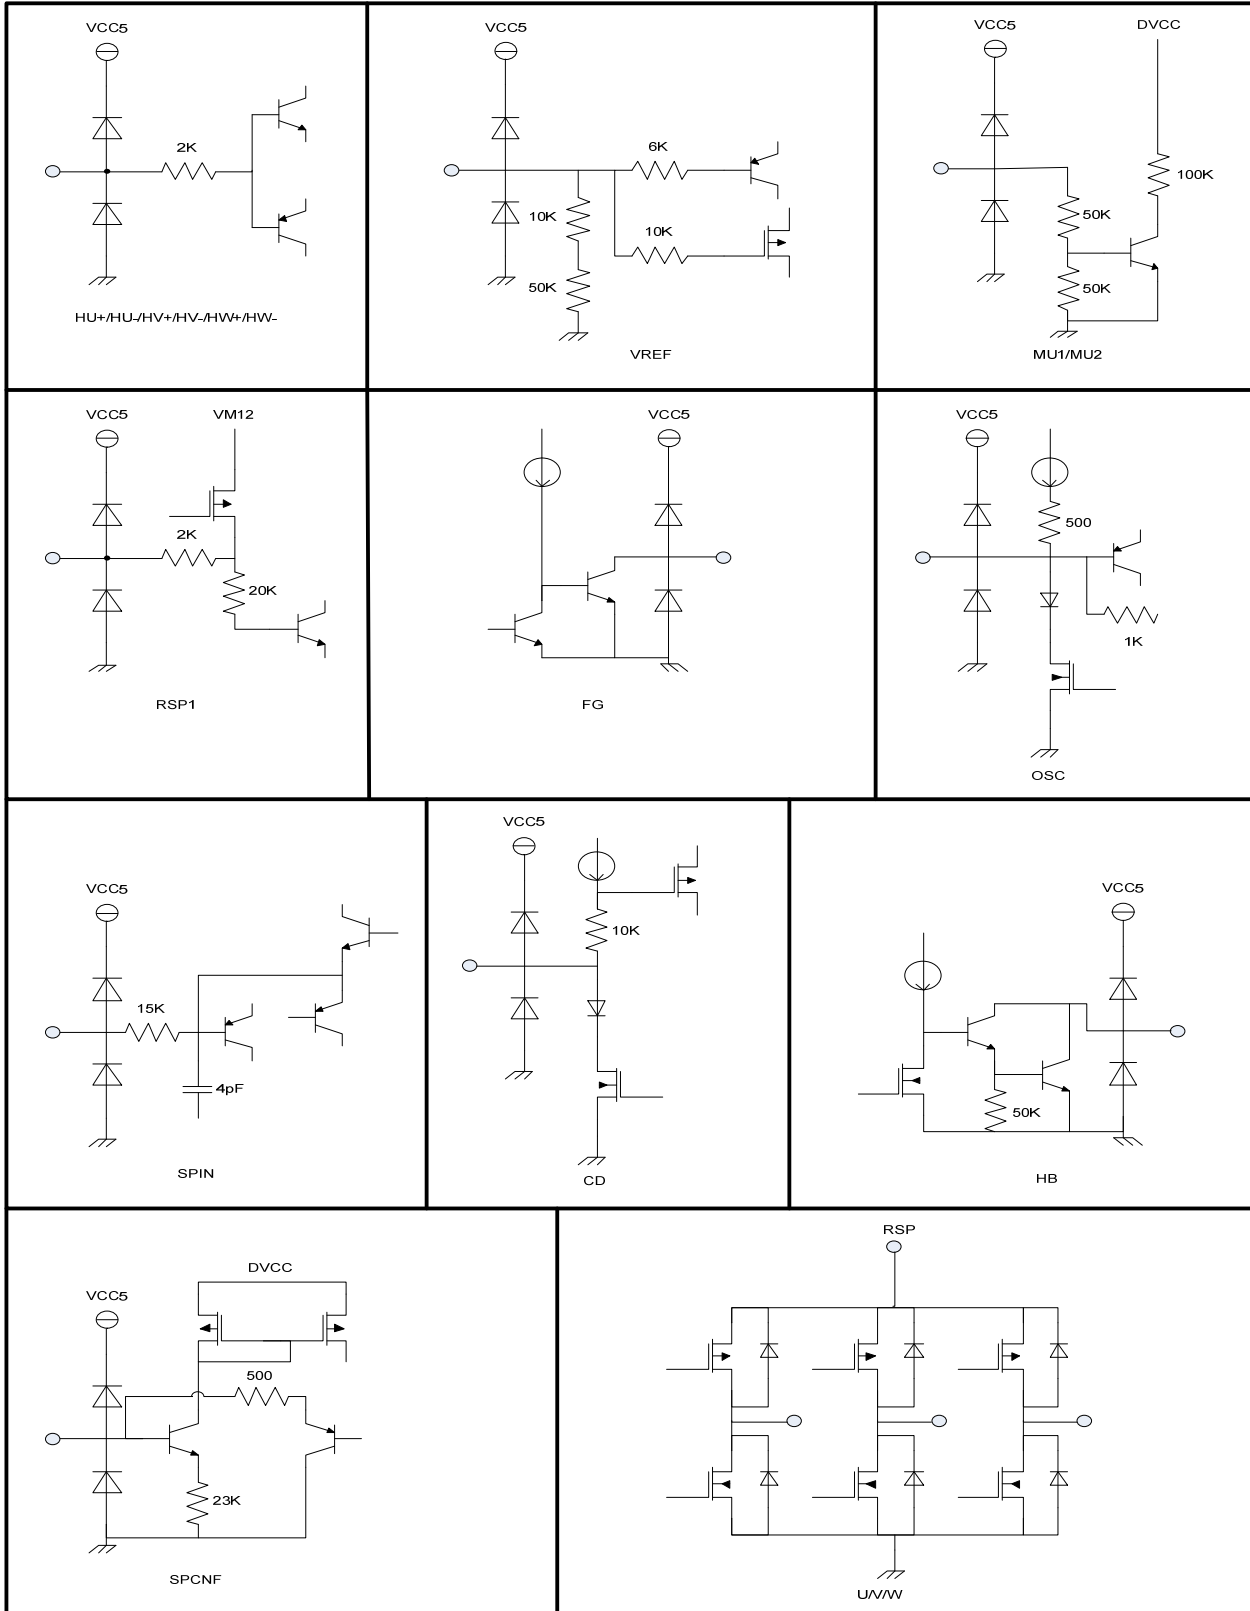 VCC5
2K
HU+/HU-/HV+/HV-/HW+/HW-
VCC5
6K
10K
10K
50K
VREF
VCC5
DVCC
100K
50K
50K
MU1/MU2
VCC5
VM12
2K
20K
RSP1
VCC5
FG
VCC5
500
1K
OSC
VCC5
15K
4pF
SPIN
VCC5
10K
CD
VCC5
50K
HB
DVCC
VCC5
500
23K
SPCNF
RSP
U/V/W